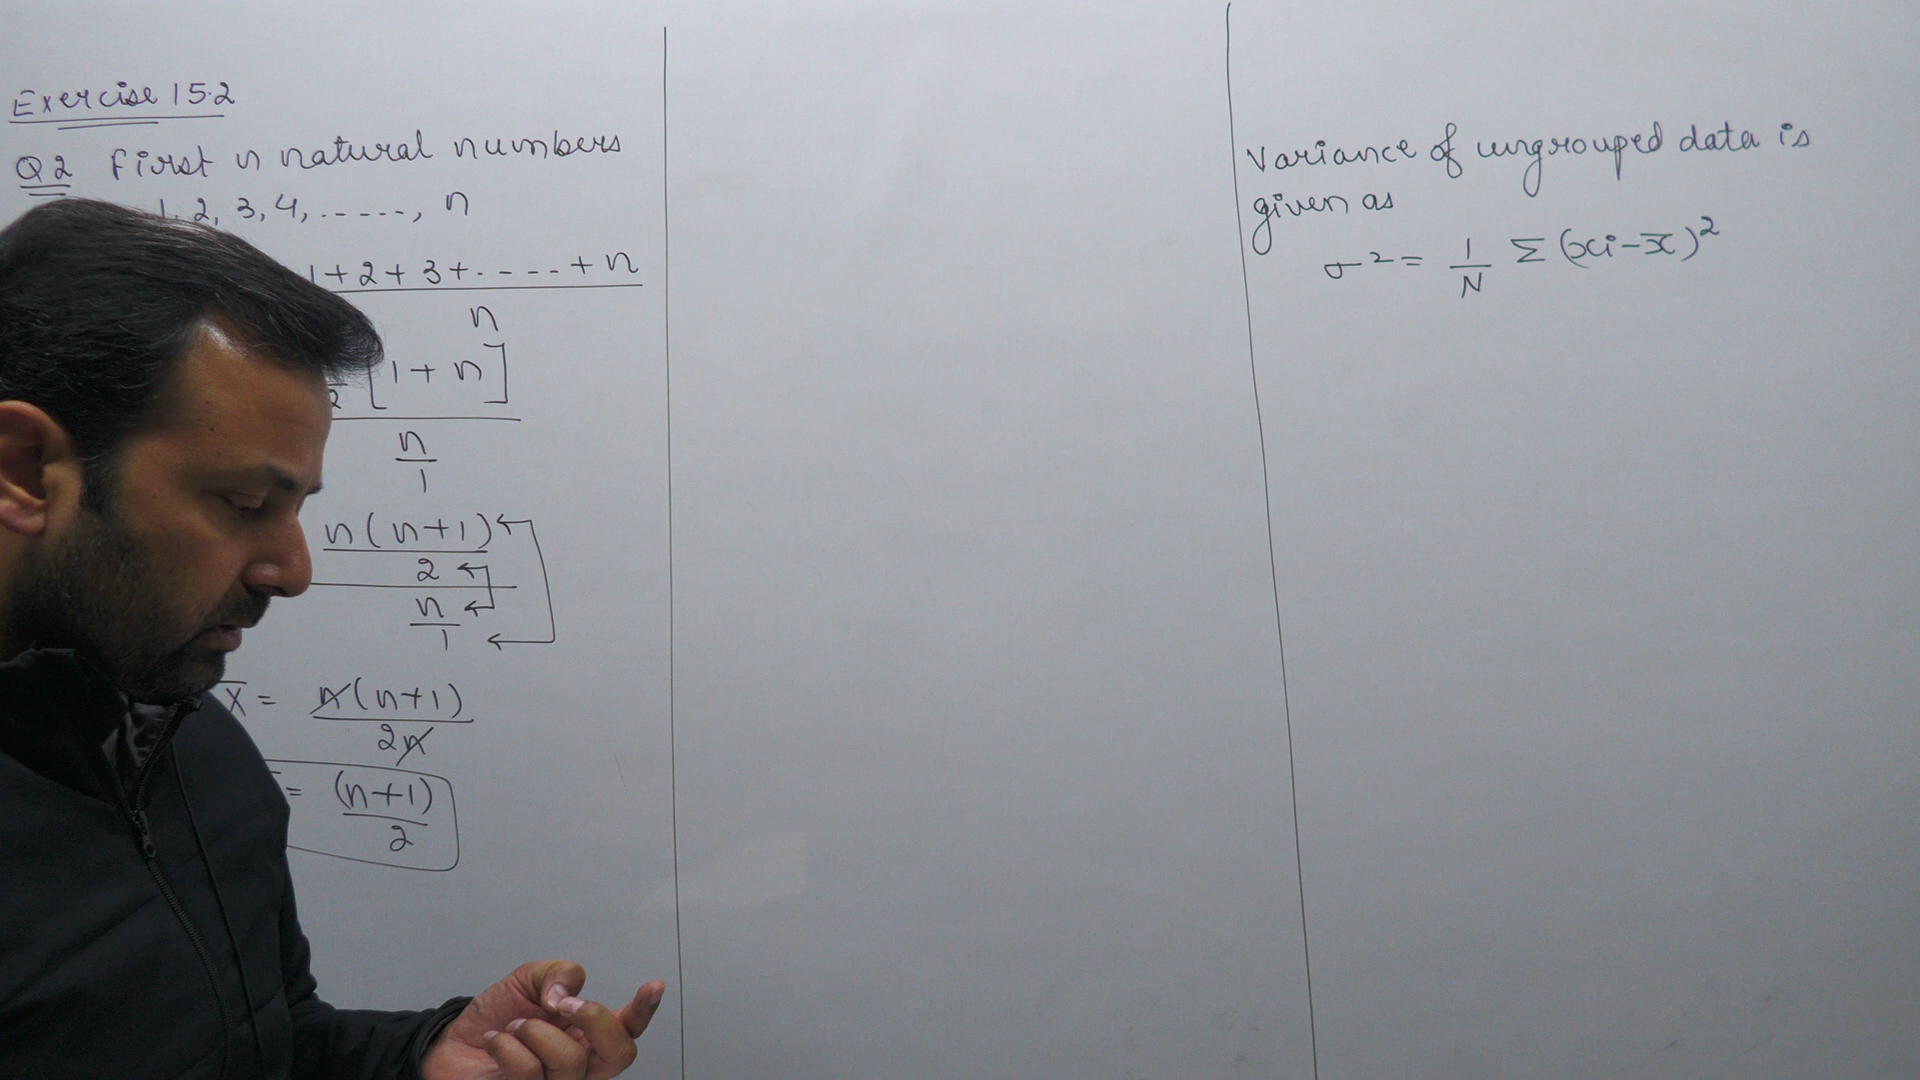 Exercise 15.2
Q2 First n natural numbers
1, 2, 3, 4, ......, n
1+2+3+.....+n
n
2 [1+n]
n
1
n(n+1)
2
n
1
X̄ = n(n+1)
2n
= (n+1)
2
Variance of ungrouped data is
given as
σ² = 1/N Σ(xi-x̄)²